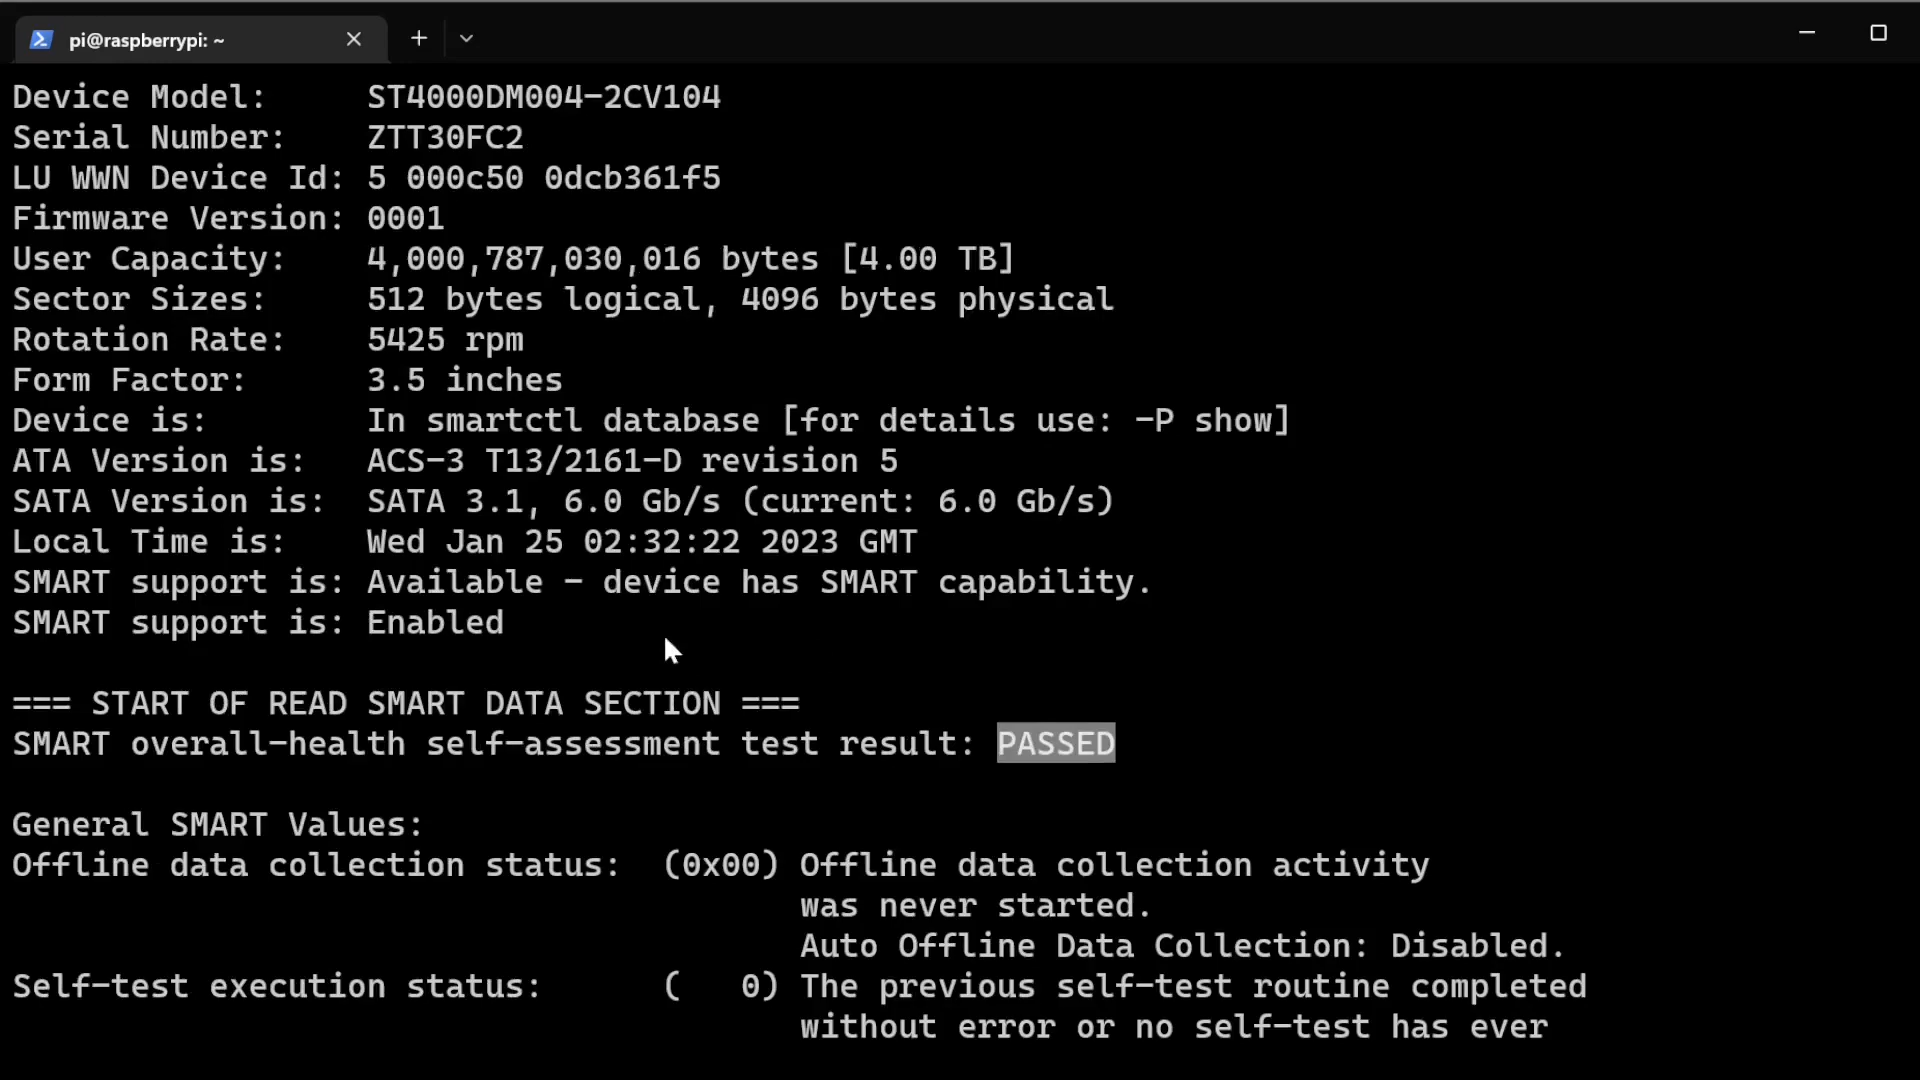 pi@raspberrypi: ~
Device Model:     ST4000DM004-2CV104
Serial Number:    ZTT30FC2
LU WWN Device Id: 5 000c50 0dcb361f5
Firmware Version: 0001
User Capacity:    4,000,787,030,016 bytes [4.00 TB]
Sector Sizes:     512 bytes logical, 4096 bytes physical
Rotation Rate:    5425 rpm
Form Factor:      3.5 inches
Device is:        In smartctl database [for details use: -P show]
ATA Version is:   ACS-3 T13/2161-D revision 5
SATA Version is:  SATA 3.1, 6.0 Gb/s (current: 6.0 Gb/s)
Local Time is:    Wed Jan 25 02:32:22 2023 GMT
SMART support is: Available - device has SMART capability.
SMART support is: Enabled
=== START OF READ SMART DATA SECTION ===
SMART overall-health self-assessment test result: PASSED
General SMART Values:
Offline data collection status:  (0x00) Offline data collection activity
was never started.
Auto Offline Data Collection: Disabled.
Self-test execution status:      (   0) The previous self-test routine completed
without error or no self-test has ever